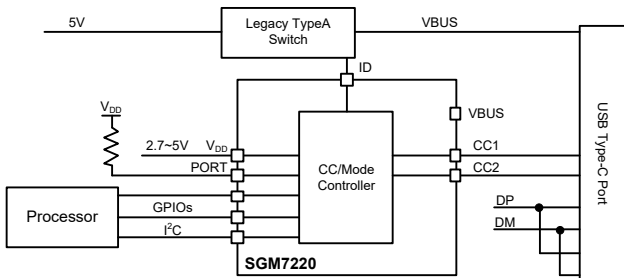 5V
Legacy TypeA
Switch
VBUS
ID
VDD
VBUS
2.7~5V
VDD
PORT
CC/Mode
Controller
CC1
CC2
USB Type-C Port
Processor
GPIOs
I²C
DP
DM
SGM7220